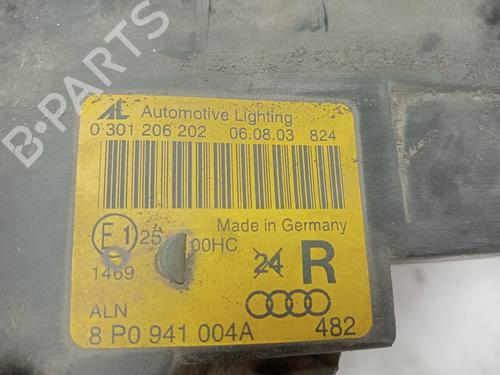 AL Automotive Lighting
0 301 206 202 06.08.03 824
Made in Germany
E1 25 00HC
1469 24 R
ALN
8 P0 941 004A 482
B-PARTS